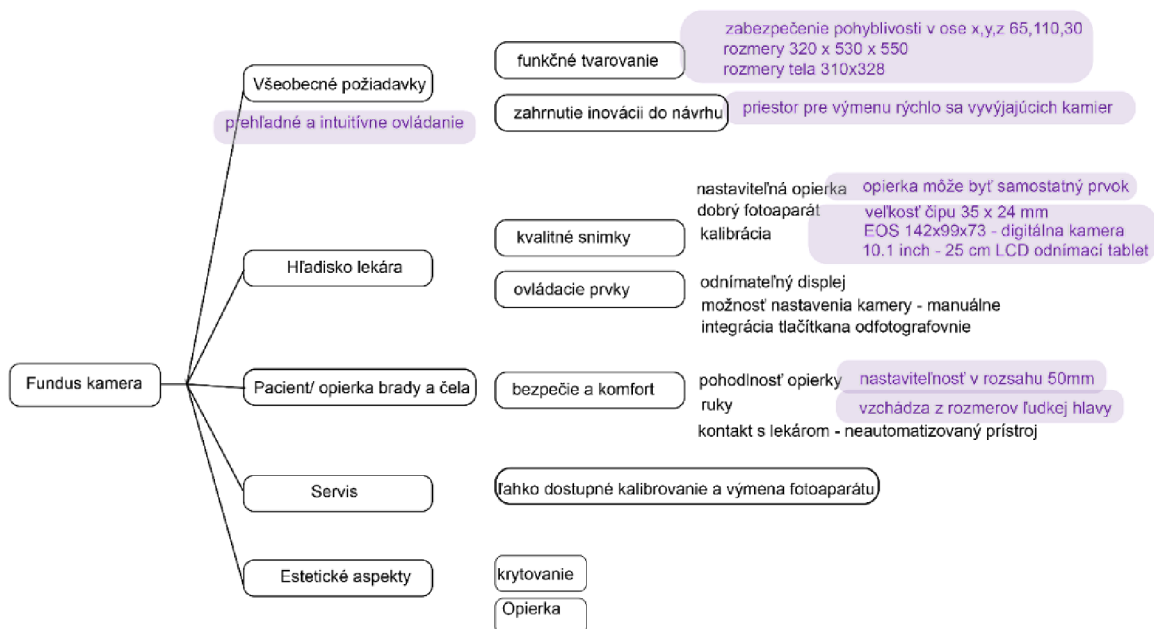 Fundus kamera
Všeobecné požiadavky
prehľadné a intuitívne ovládanie
funkčné tvarovanie
zabezpečenie pohyblivosti v ose x,y,z 65,110,30
rozmery 320 x 530 x 550
rozmery tela 310x328
zahrnutie inovácii do návrhu
priestor pre výmenu rýchlo sa vyvýjajúcich kamier
Hľadisko lekára
kvalitné snimky
nastaviteľná opierka
opierka môže byť samostatný prvok
dobrý fotoaparát
veľkosť čipu 35 x 24 mm
kalibrácia
EOS 142x99x73 - digitálna kamera
10.1 inch - 25 cm LCD odnímací tablet
ovládacie prvky
odnímateľný displej
možnosť nastavenia kamery - manuálne
integrácia tlačítkana odfotografovnie
Pacient/ opierka brady a čela
bezpečie a komfort
pohodlnosť opierky
nastaviteľnosť v rozsahu 50mm
ruky
vzchádza z rozmerov ľudkej hlavy
kontakt s lekárom - neautomatizovaný prístroj
Servis
ľahko dostupné kalibrovanie a výmena fotoaparátu
Estetické aspekty
krytovanie
Opierka